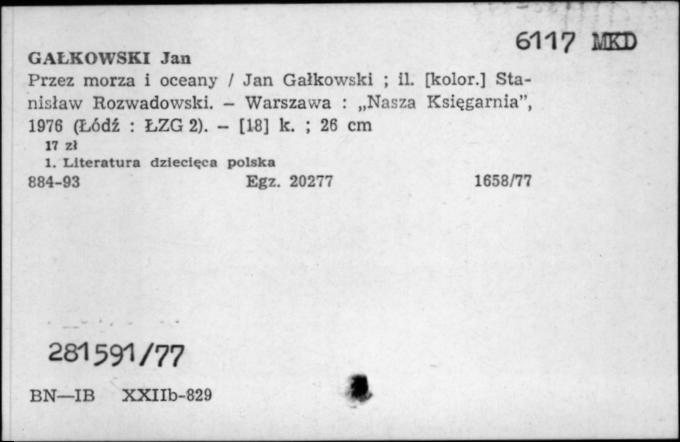 6117 MKD
GAŁKOWSKI Jan
Przez morza i oceany / Jan Gałkowski ; il. [kolor.] Sta-
nisław Rozwadowski. – Warszawa : „Nasza Księgarnia”,
1976 (Łódź : ŁZG 2). – [18] k. ; 26 cm
17 zł
1. Literatura dziecięca polska
884-93 Egz. 20277 1658/77
281591/77
BN—IB XXIIb-829